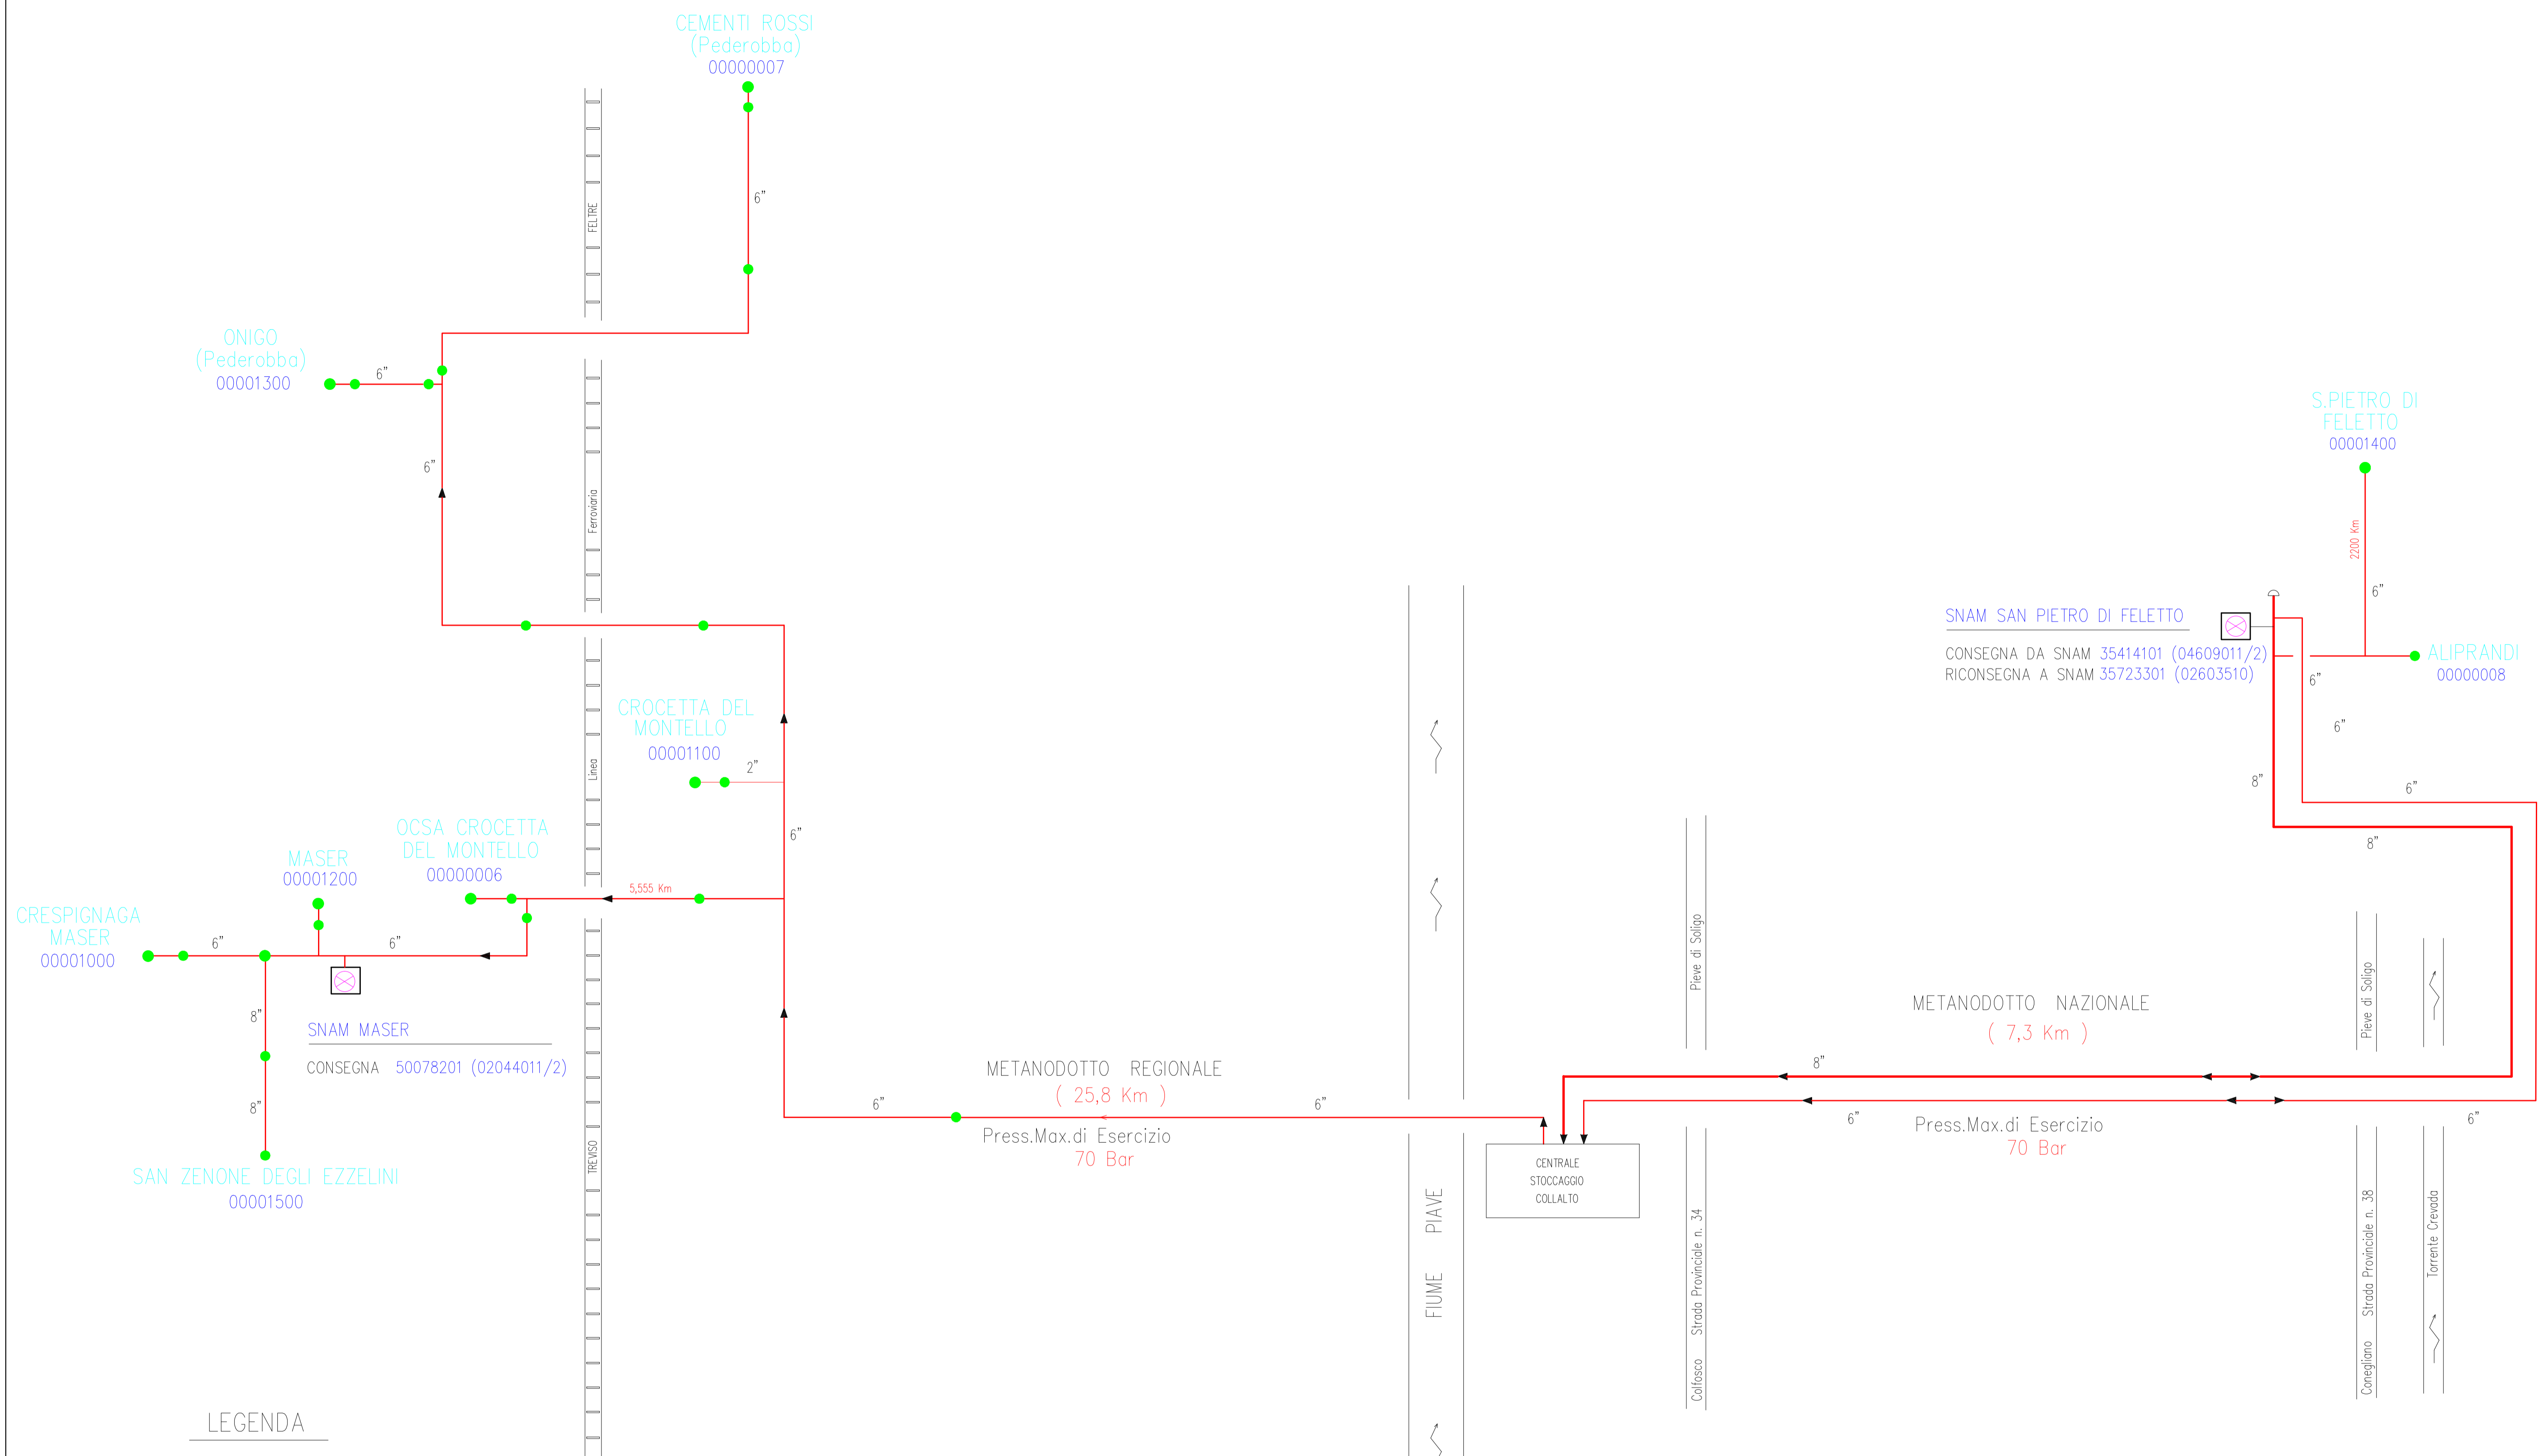 CEMENTI ROSSI
(Pederobba)
00000007
6"
FELTRE
ONIGO
(Pederobba)
00001300
6"
6"
Ferroviaria
S.PIETRO DI
FELETTO
00001400
2200 Km
6"
SNAM SAN PIETRO DI FELETTO
CONSEGNA DA SNAM 35414101 (04609011/2)
RICONSEGNA A SNAM 35723301 (02603510)
ALIPRANDI
00000008
6"
6"
8"
6"
8"
CROCETTA DEL
MONTELLO
00001100
2"
Linea
6"
OCSA CROCETTA
DEL MONTELLO
00000006
5,555 Km
MASER
00001200
CRESPIGNAGA
MASER
00001000
6"
6"
8"
SNAM MASER
CONSEGNA 50078201 (02044011/2)
8"
SAN ZENONE DEGLI EZZELINI
00001500
TREVISO
METANODOTTO REGIONALE
( 25,8 Km )
6"
6"
Press.Max.di Esercizio
70 Bar
FIUME PIAVE
CENTRALE
STOCCAGGIO
COLLALTO
Pieve di Soligo
Colfosco Strada Provinciale n. 34
METANODOTTO NAZIONALE
( 7,3 Km )
8"
6"
Press.Max.di Esercizio
70 Bar
6"
Pieve di Soligo
Conegliano Strada Provinciale n. 38
Torrente Crevada
LEGENDA